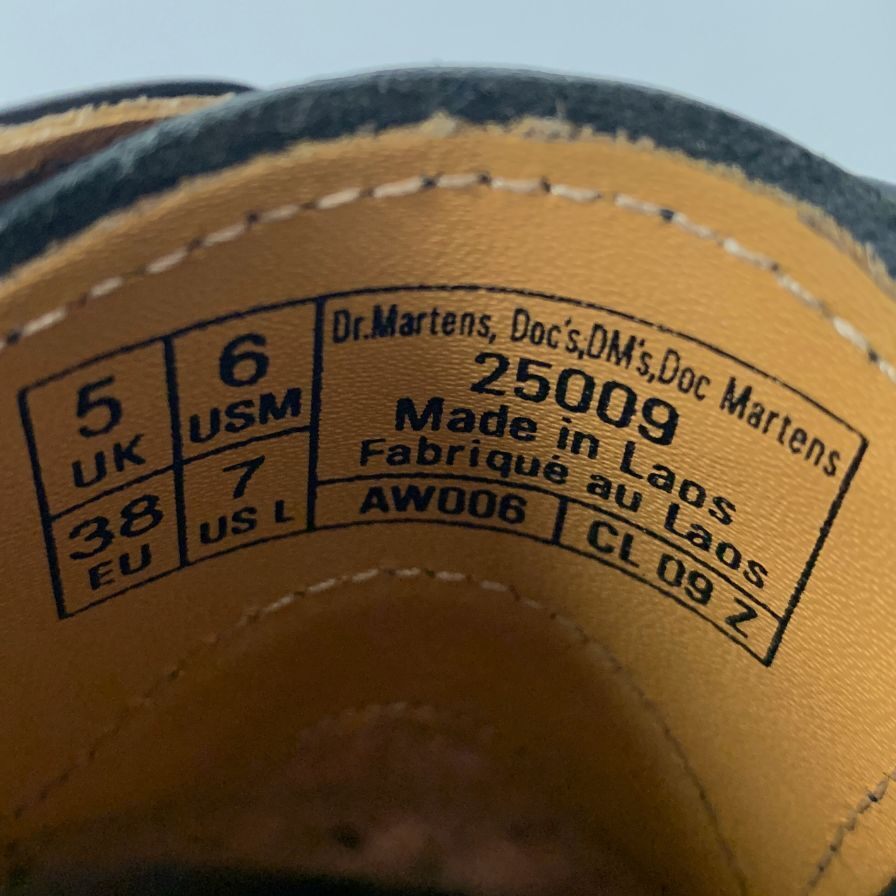 5
UK
6
USM
38
EU
7
US L
Dr.Martens, Doc's,DM's,Doc Martens
25009
Made in Laos
Fabriqué au Laos
AW006
CL 09 Z